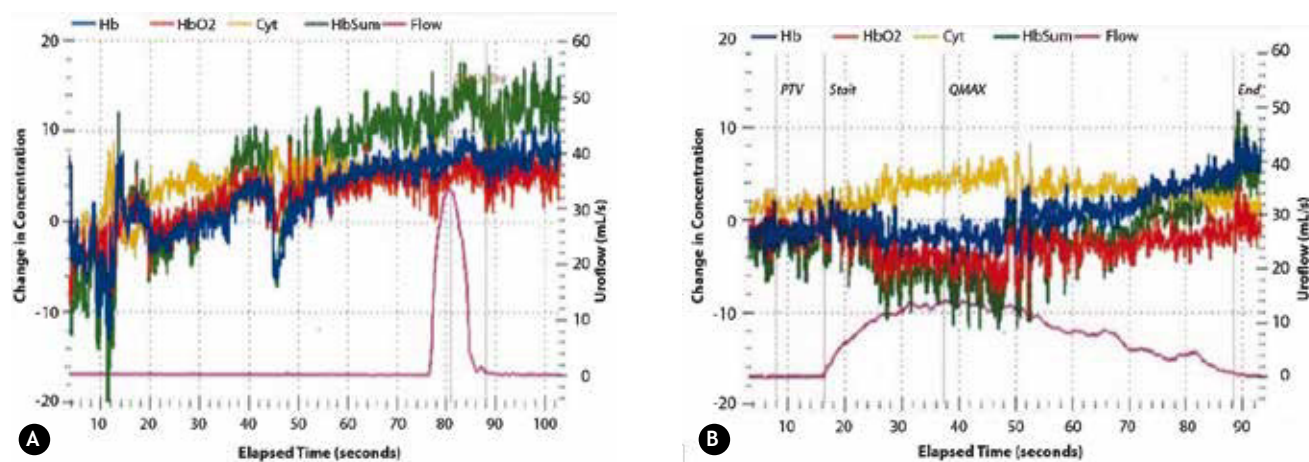 Hb HbO2 Cyt HbSum Flow
20
10
0
-10
-20
Change in Concentration
60
50
40
30
20
10
0
Uroflow (mL/s)
10 20 30 40 50 60 70 80 90 100
Elapsed Time (seconds)
A
Hb HbO2 Cyt HbSum Flow
20
10
0
-10
-20
Change in Concentration
PTV Stait QMAX End
60
50
40
30
20
10
0
Uroflow (mL/s)
10 20 30 40 50 60 70 80 90
Elapsed Time (seconds)
B